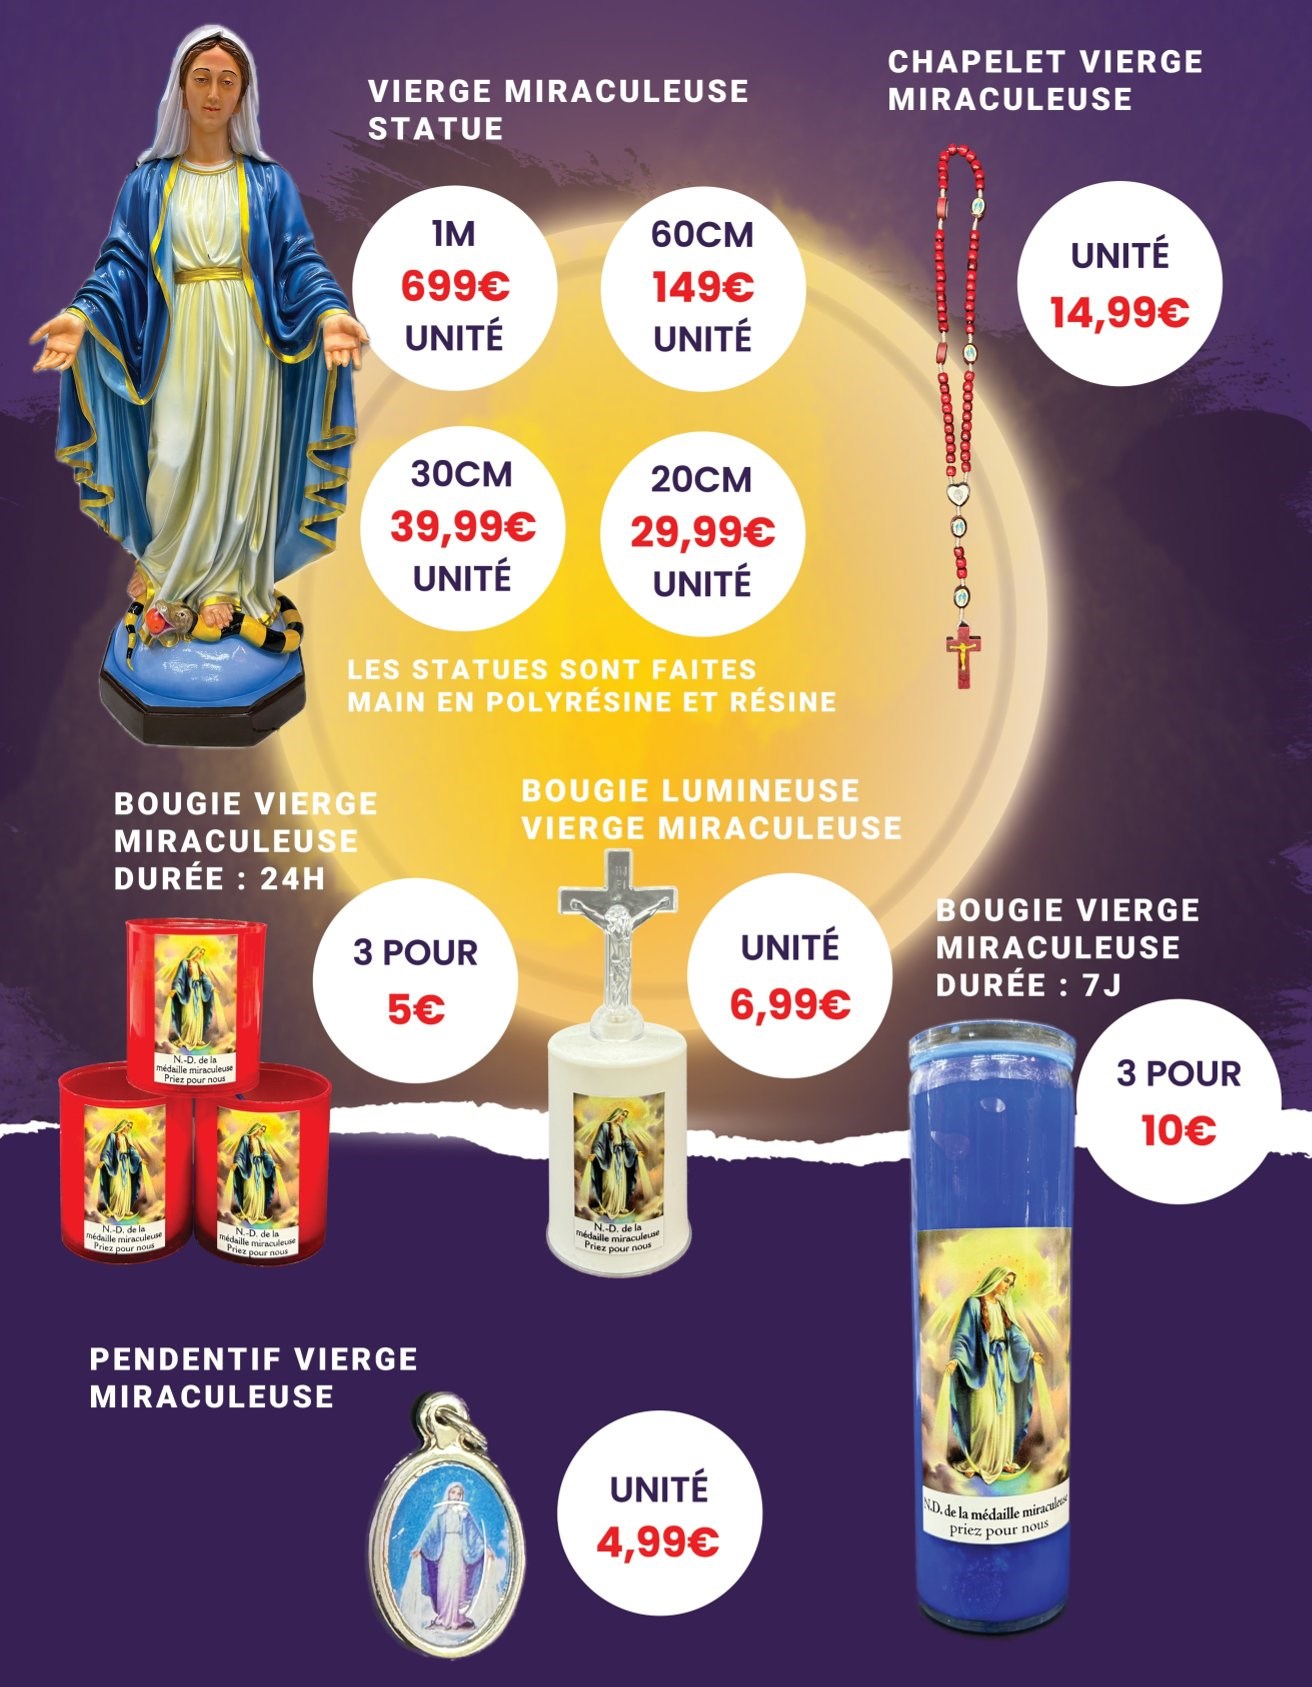 VIERGE MIRACULEUSE
STATUE
1M
699€
UNITÉ
60CM
149€
UNITÉ
30CM
39,99€
UNITÉ
20CM
29,99€
UNITÉ
LES STATUES SONT FAITES
MAIN EN POLYRÉSINE ET RÉSINE
CHAPELET VIERGE
MIRACULEUSE
UNITÉ
14,99€
BOUGIE VIERGE
MIRACULEUSE
DURÉE : 24H
3 POUR
5€
N.-D. de la
médaille miraculeuse
Priez pour nous
N.-D. de la
médaille miraculeuse
Priez pour nous
N.-D. de la
médaille miraculeuse
Priez pour nous
BOUGIE LUMINEUSE
VIERGE MIRACULEUSE
UNITÉ
6,99€
N.-D. de la
médaille miraculeuse
Priez pour nous
BOUGIE VIERGE
MIRACULEUSE
DURÉE : 7J
3 POUR
10€
N.D. de la médaille miraculeuse
priez pour nous
PENDENTIF VIERGE
MIRACULEUSE
UNITÉ
4,99€